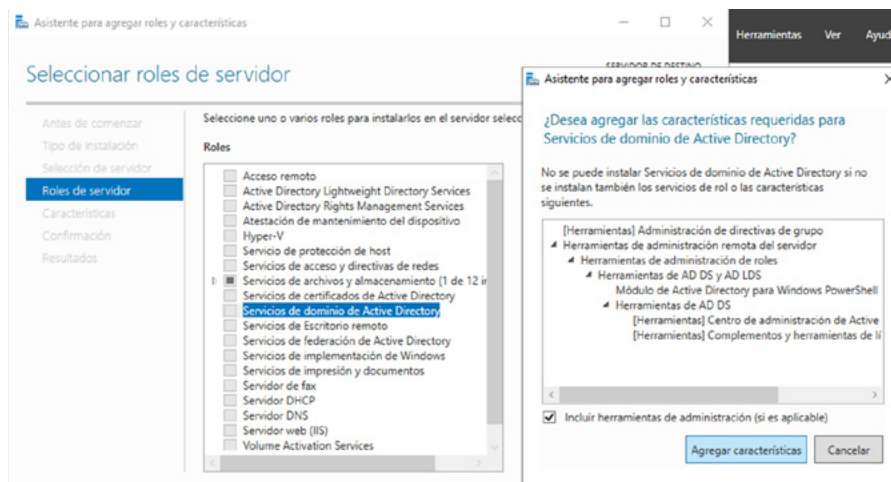 Asistente para agregar roles y características
Herramientas Ver Ayud
Seleccionar roles de servidor
SERVIDOR DE DESTINO
Antes de comenzar
Tipo de instalación
Selección de servidor
Roles de servidor
Características
Confirmación
Resultados
Seleccione uno o varios roles para instalarlos en el servidor selecc
Roles
Acceso remoto
Active Directory Lightweight Directory Services
Active Directory Rights Management Services
Atestación de mantenimiento del dispositivo
Hyper-V
Servicio de protección de host
Servicios de acceso y directivas de redes
Servicios de archivos y almacenamiento (1 de 12 in
Servicios de certificados de Active Directory
Servicios de dominio de Active Directory
Servicios de Escritorio remoto
Servicios de federación de Active Directory
Servicios de implementación de Windows
Servicios de impresión y documentos
Servidor de fax
Servidor DHCP
Servidor DNS
Servidor web (IIS)
Volume Activation Services
Asistente para agregar roles y características
¿Desea agregar las características requeridas para
Servicios de dominio de Active Directory?
No se puede instalar Servicios de dominio de Active Directory si no
se instalan también los servicios de rol o las características
siguientes.
[Herramientas] Administración de directivas de grupo
Herramientas de administración remota del servidor
Herramientas de administración de roles
Herramientas de AD DS y AD LDS
Módulo de Active Directory para Windows PowerShell
Herramientas de AD DS
[Herramientas] Centro de administración de Active
[Herramientas] Complementos y herramientas de lí
Incluir herramientas de administración (si es aplicable)
Agregar características
Cancelar